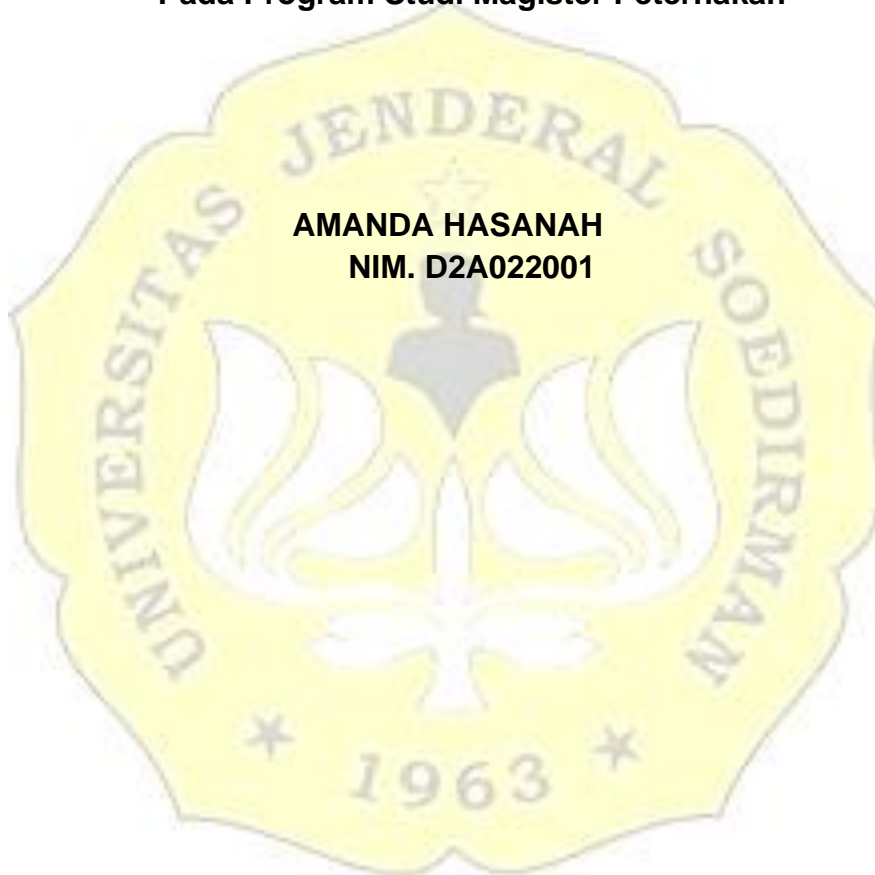 Pada Program Studi Magister Peternakan
AMANDA HASANAH
NIM. D2A022001
UNIVERSITAS JENDERAL SOEDIRMAN
1963